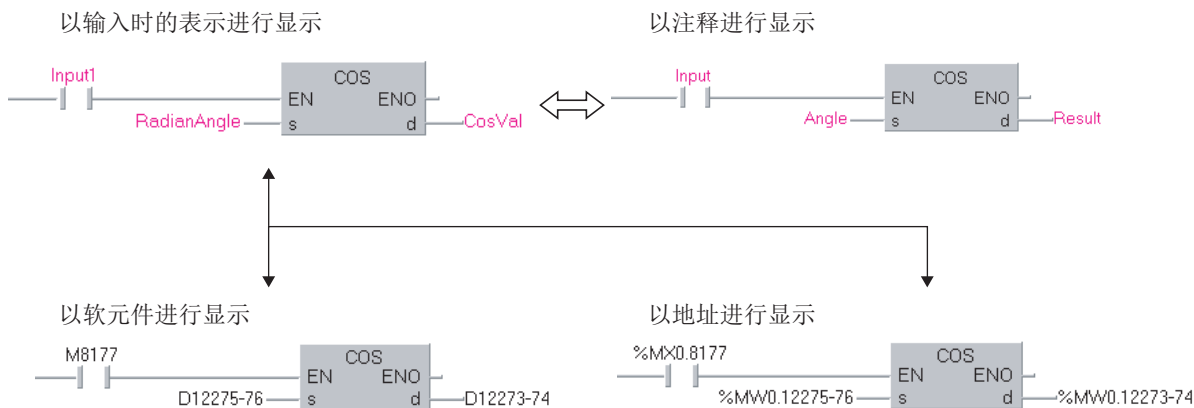 以输入时的表示进行显示
Input1
COS
EN ENO
RadianAngle s d CosVal
以注释进行显示
Input
COS
EN ENO
Angle s d Result
以软元件进行显示
M8177
COS
EN ENO
D12275-76 s d D12273-74
以地址进行显示
%MX0.8177
COS
EN ENO
%MW0.12275-76 s d %MW0.12273-74